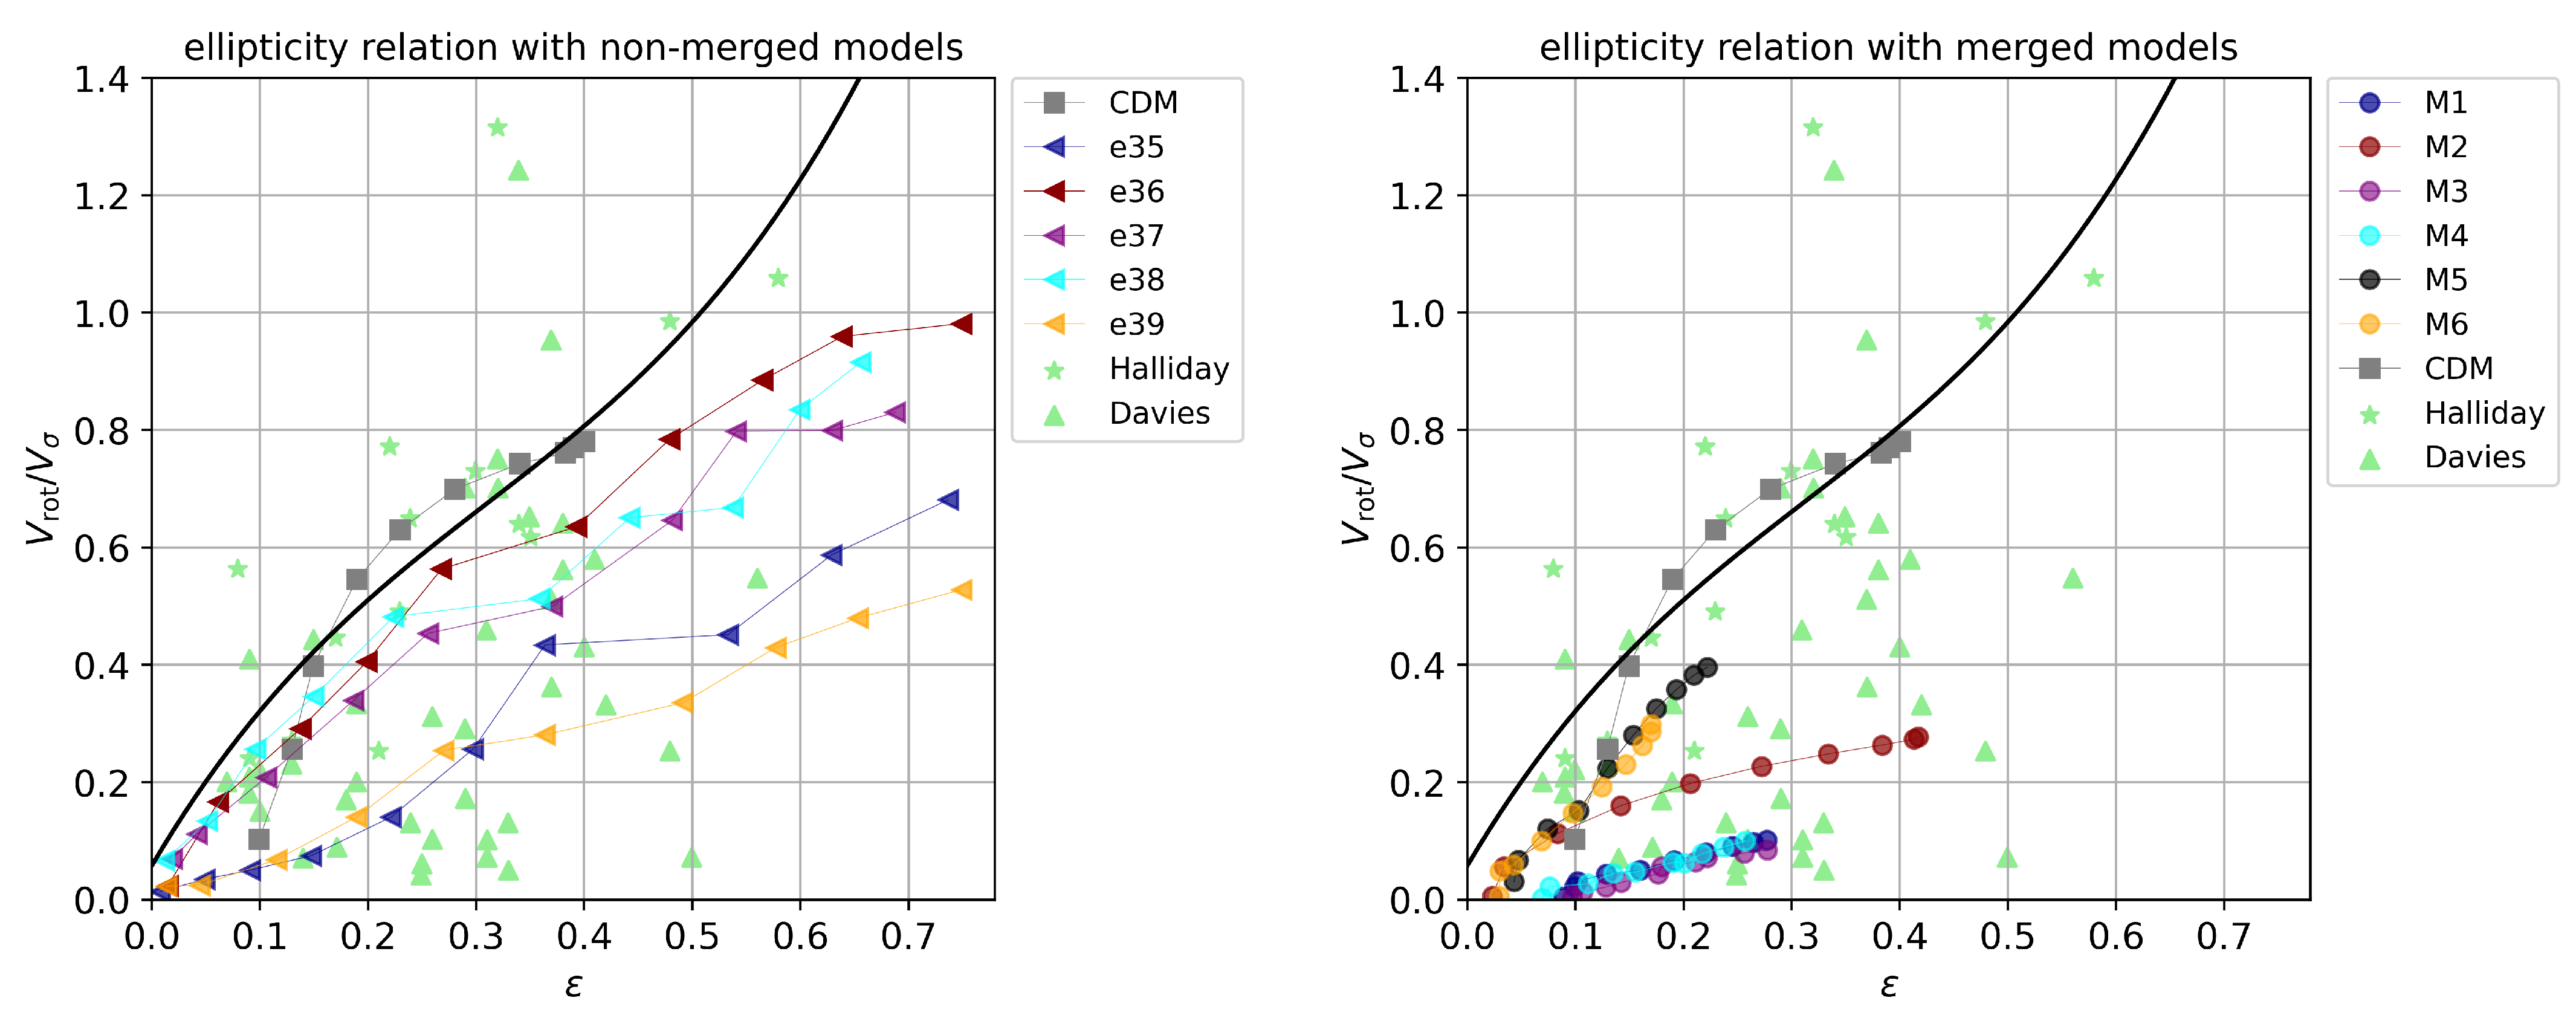 ellipticity relation with non-merged models
1.4
1.2
1.0
0.8
0.6
0.4
0.2
0.0
Vrot/Vσ
0.0 0.1 0.2 0.3 0.4 0.5 0.6 0.7
ε
CDM
e35
e36
e37
e38
e39
Halliday
Davies
ellipticity relation with merged models
1.4
1.2
1.0
0.8
0.6
0.4
0.2
0.0
Vrot/Vσ
0.0 0.1 0.2 0.3 0.4 0.5 0.6 0.7
ε
M1
M2
M3
M4
M5
M6
CDM
Halliday
Davies